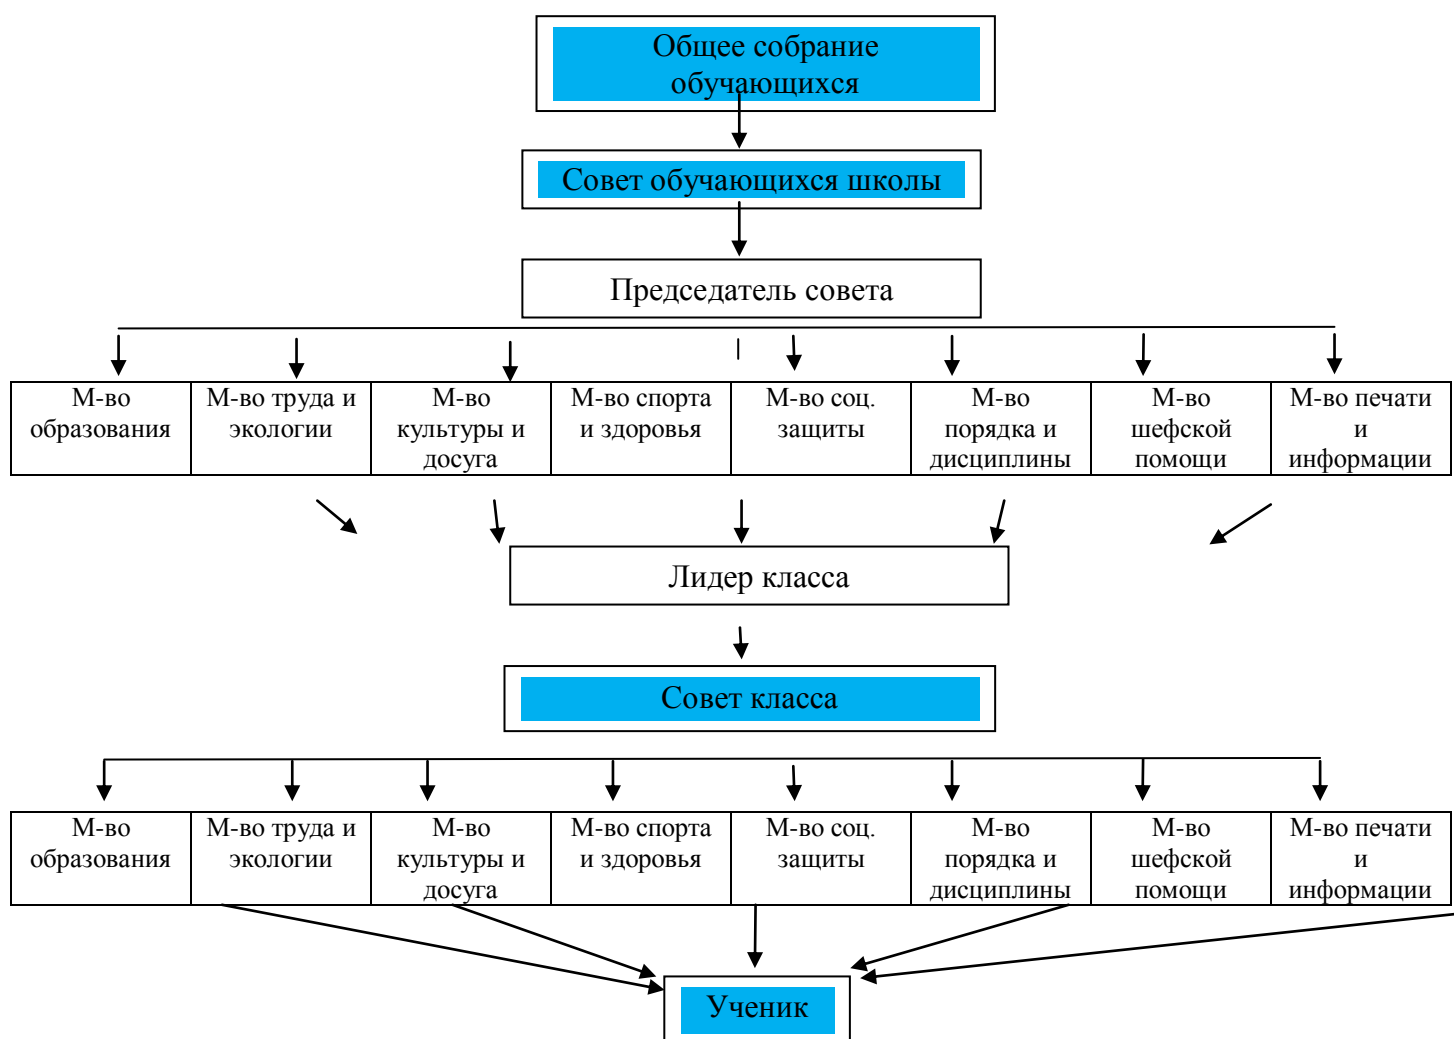 Общее собрание
обучающихся
Совет обучающихся школы
Председатель совета
М-во
образования
М-во труда и
экологии
М-во
культуры и
досуга
М-во спорта
и здоровья
М-во соц.
защиты
М-во
порядка и
дисциплины
М-во
шефской
помощи
М-во печати
и
информации
Лидер класса
Совет класса
М-во
образования
М-во труда и
экологии
М-во
культуры и
досуга
М-во спорта
и здоровья
М-во соц.
защиты
М-во
порядка и
дисциплины
М-во
шефской
помощи
М-во печати
и
информации
Ученик